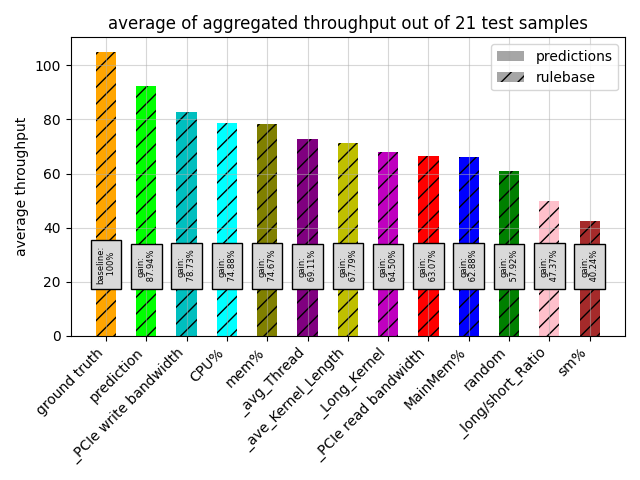 average of aggregated throughput out of 21 test samples
predictions
rulebase
average throughput
100
80
60
40
20
0
baseline:
100%
gain:
87.94%
gain:
78.73%
gain:
74.88%
gain:
74.67%
gain:
69.11%
gain:
67.79%
gain:
64.50%
gain:
63.07%
gain:
62.88%
gain:
57.92%
gain:
47.37%
gain:
40.24%
ground truth
prediction
_PCIe write bandwidth
CPU%
mem%
_avg_Thread
_ave_Kernel_Length
_Long_Kernel
_PCIe read bandwidth
MainMem%
random
_long/short_Ratio
sm%